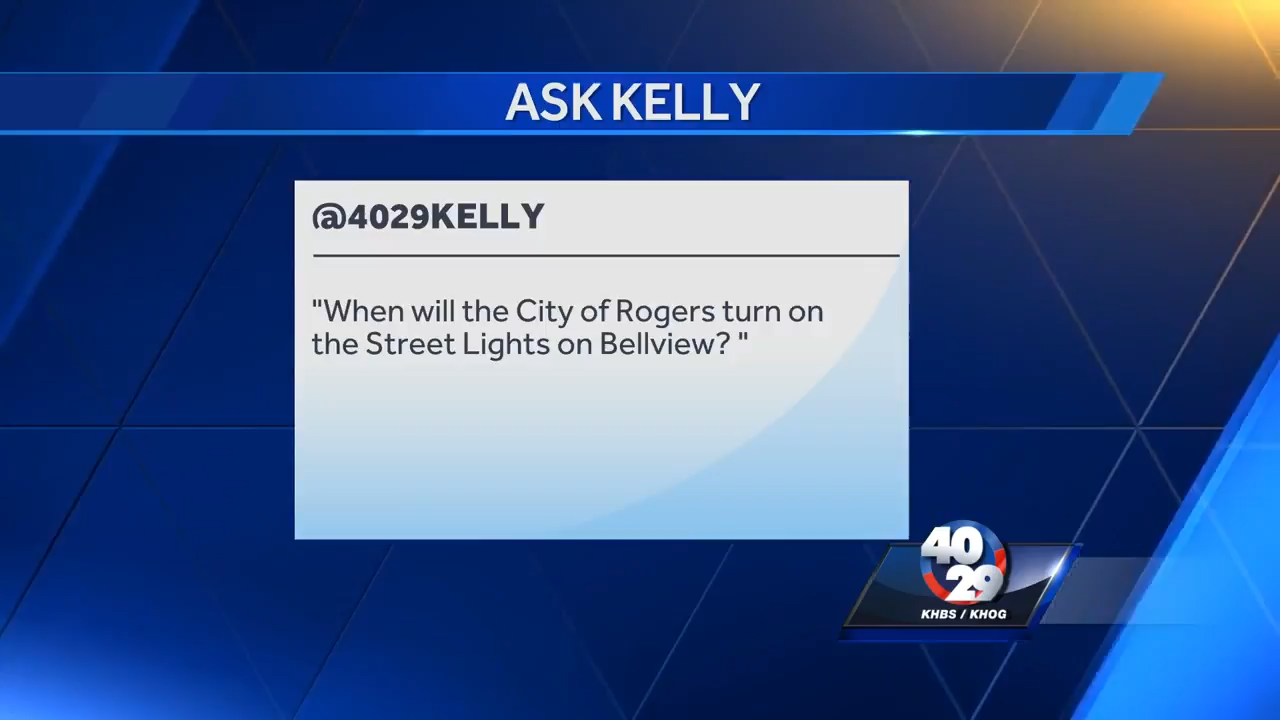 ASK KELLY
@4029KELLY
"When will the City of Rogers turn on
the Street Lights on Bellview? "
40
29
KHBS / KHOG